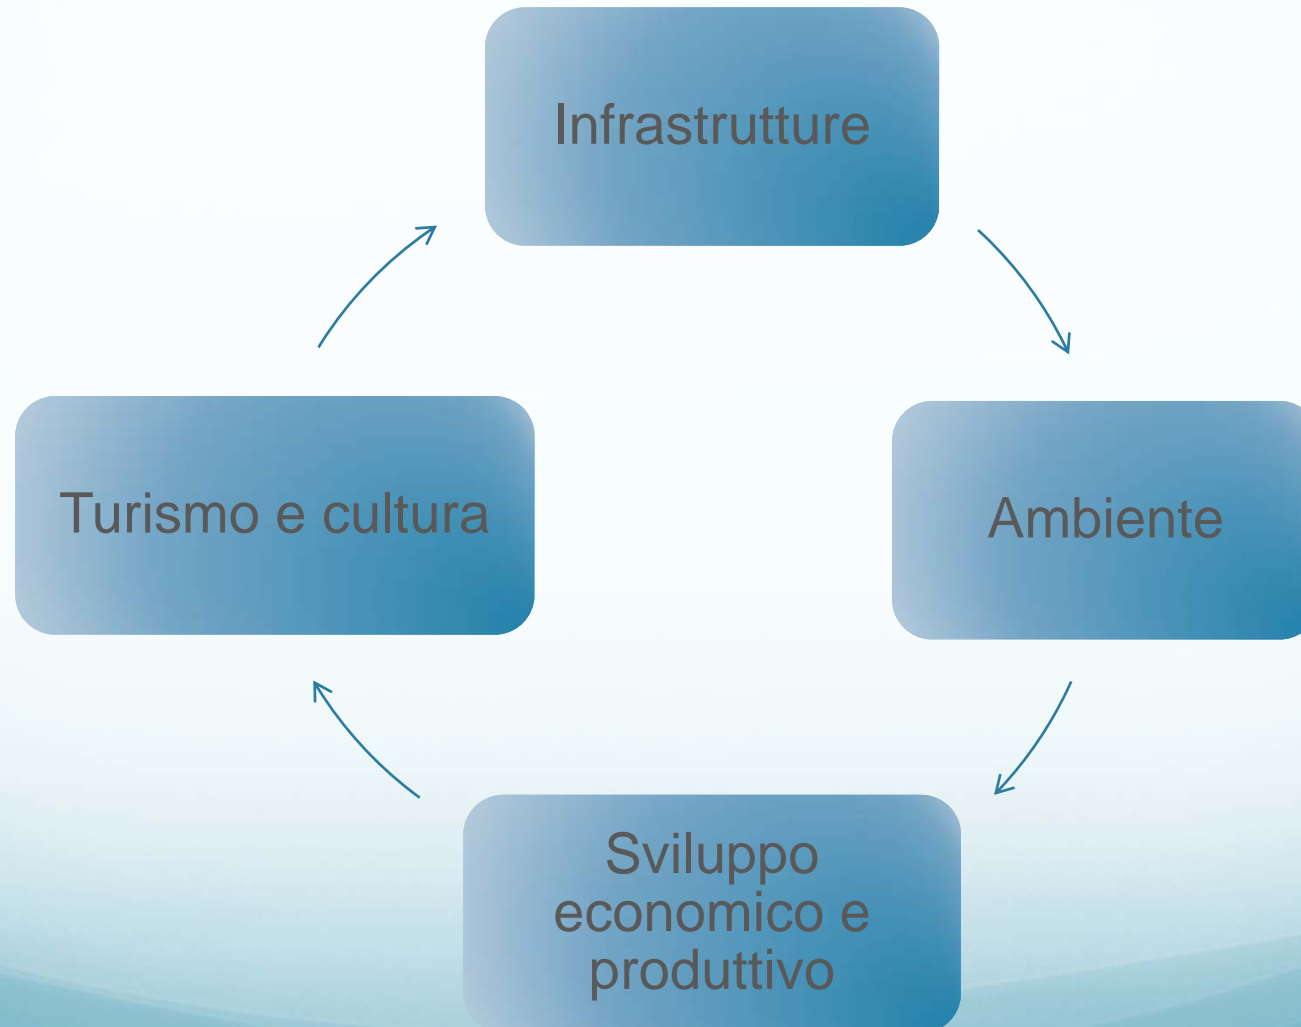 Infrastrutture
Turismo e cultura
Ambiente
Sviluppo
economico e
produttivo